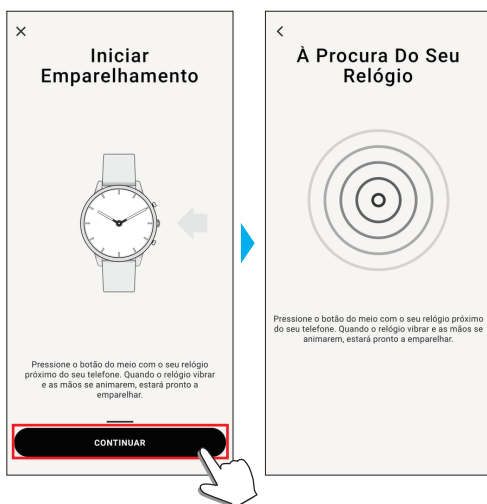 Iniciar
Emparelhamento
Pressione o botão do meio com o seu relógio
próximo do seu telefone. Quando o relógio vibrar
e as mãos se animarem, estará pronto a
emparelhar.
CONTINUAR
À Procura Do Seu
Relógio
Pressione o botão do meio com o seu relógio próximo
do seu telefone. Quando o relógio vibrar e as mãos se
animarem, estará pronto a emparelhar.